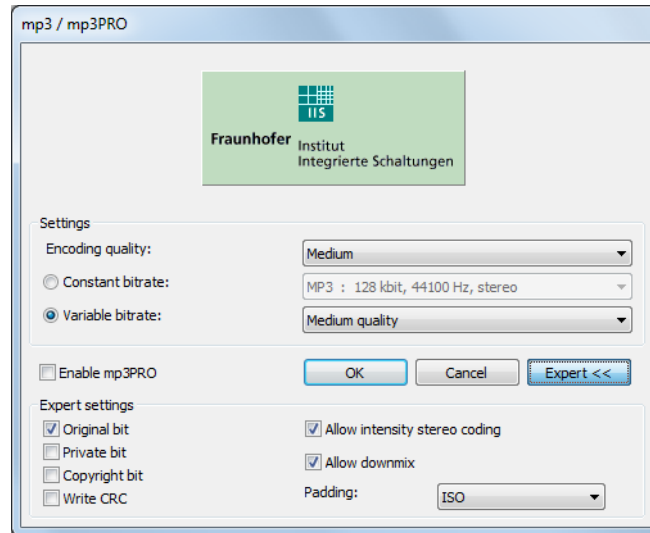 mp3 / mp3PRO
IIS
Fraunhofer Institut
Integrierte Schaltungen
Settings
Encoding quality: Medium
Constant bitrate: MP3 : 128 kbit, 44100 Hz, stereo
Variable bitrate: Medium quality
Enable mp3PRO OK Cancel Expert <<
Expert settings
Original bit Allow intensity stereo coding
Private bit
Allow downmix
Copyright bit
Write CRC Padding: ISO